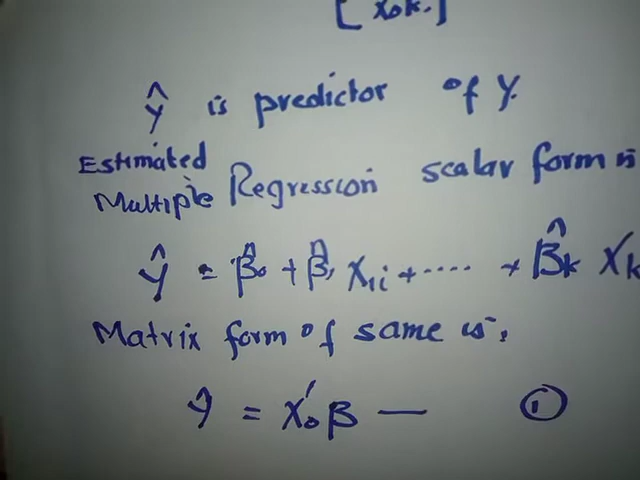 [ X₀k. ]
Ŷ is predictor of Y.
Estimated
Multiple Regression scalar form is
Ŷ = β̂₀ + β̂₁ X₁ᵢ + ..... + β̂k Xk
Matrix form of same is,
ŷ = X₀′ β — ①